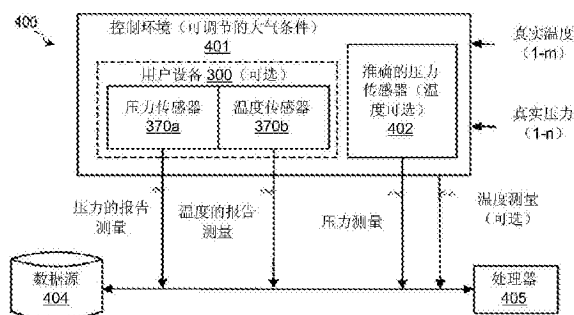 400
控制环境（可调节的大气条件）
401
用户设备 300（可选）
压力传感器
370a
温度传感器
370b
准确的压力
传感器（温
度可选）
402
真实温度
（1-m）
真实压力
（1-n）
压力的报告
测量
温度的报告
测量
压力测量
温度测量
（可选）
数据源
404
处理器
405